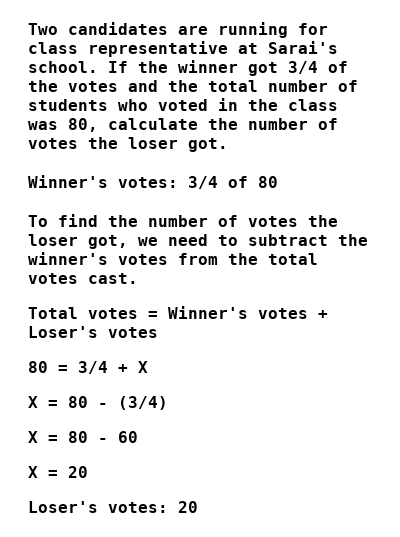 Two candidates are running for
class representative at Sarai's
school. If the winner got 3/4 of
the votes and the total number of
students who voted in the class
was 80, calculate the number of
votes the loser got.
Winner's votes: 3/4 of 80
To find the number of votes the
loser got, we need to subtract the
winner's votes from the total
votes cast.
Total votes = Winner's votes +
Loser's votes
80 = 3/4 + X
X = 80 - (3/4)
X = 80 - 60
X = 20
Loser's votes: 20